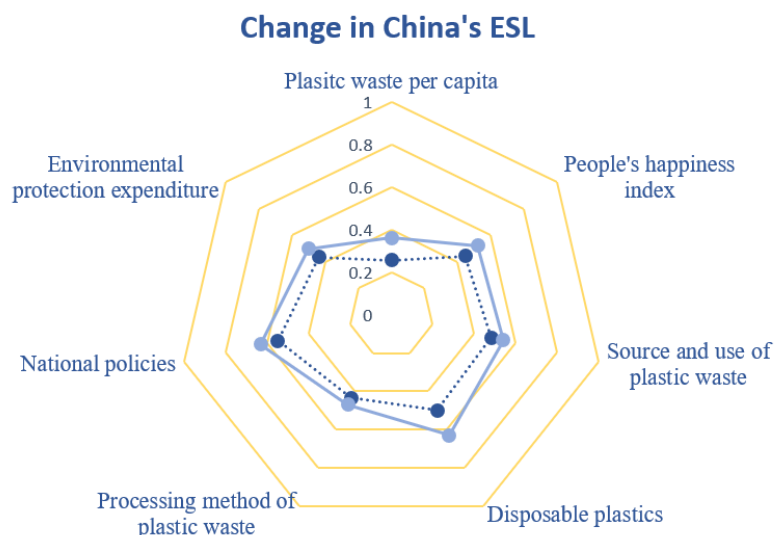 Change in China's ESL
Plasitc waste per capita
1
0.8
0.6
0.4
0.2
0
People's happiness
index
Source and use of
plastic waste
Disposable plastics
Processing method of
plastic waste
National policies
Environmental
protection expenditure